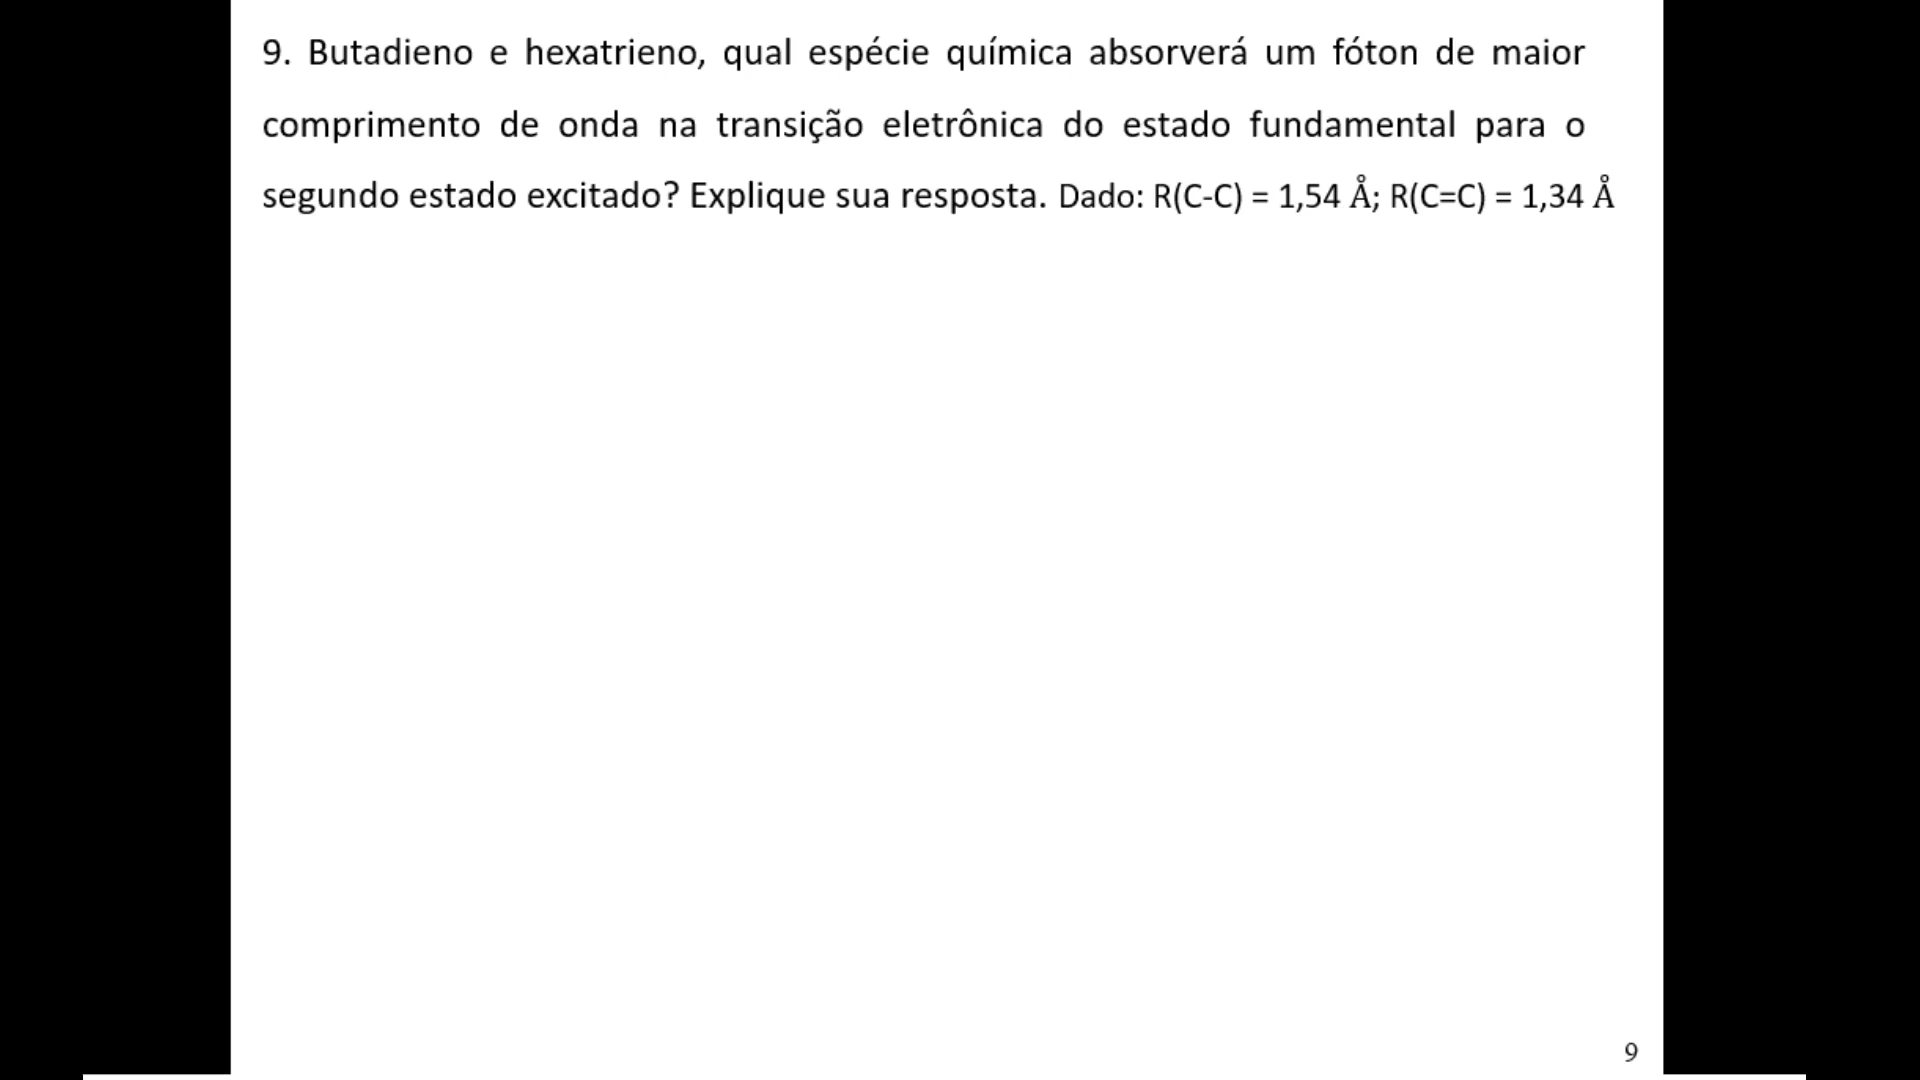 9. Butadieno e hexatrieno, qual espécie química absorverá um fóton de maior
comprimento de onda na transição eletrônica do estado fundamental para o
segundo estado excitado? Explique sua resposta. Dado: R(C-C) = 1,54 Å; R(C=C) = 1,34 Å
9